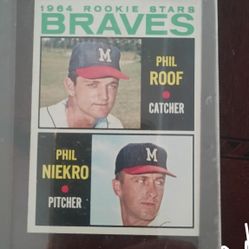 1964 ROOKIE STARS
BRAVES
M
PHIL
ROOF
CATCHER
PHIL
NIEKRO
PITCHER
M